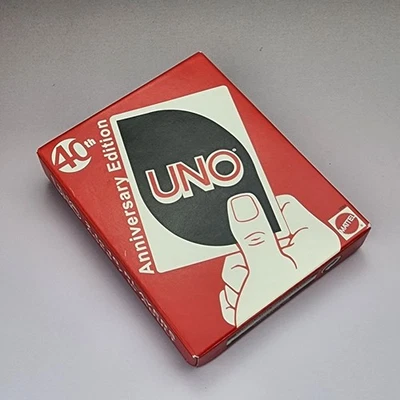 40th
Anniversary Edition
UNO
MATTEL